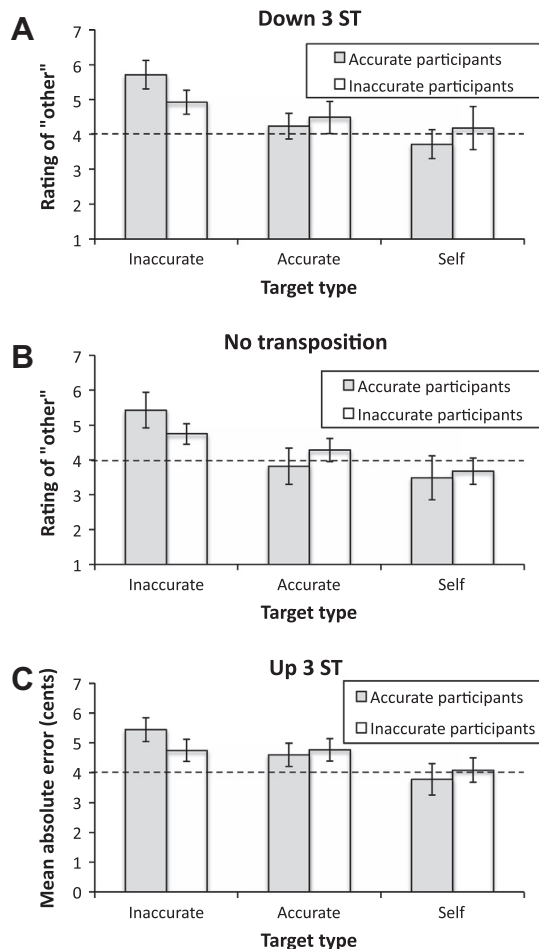 A
Down 3 ST
7
6
5
4
3
2
1
Rating of "other"
Accurate participants
Inaccurate participants
Inaccurate Accurate Self
Target type
B
No transposition
7
6
5
4
3
2
1
Rating of "other"
Accurate participants
Inaccurate participants
Inaccurate Accurate Self
Target type
C
Up 3 ST
7
6
5
4
3
2
1
0
Mean absolute error (cents)
Accurate participants
Inaccurate participants
Inaccurate Accurate Self
Target type